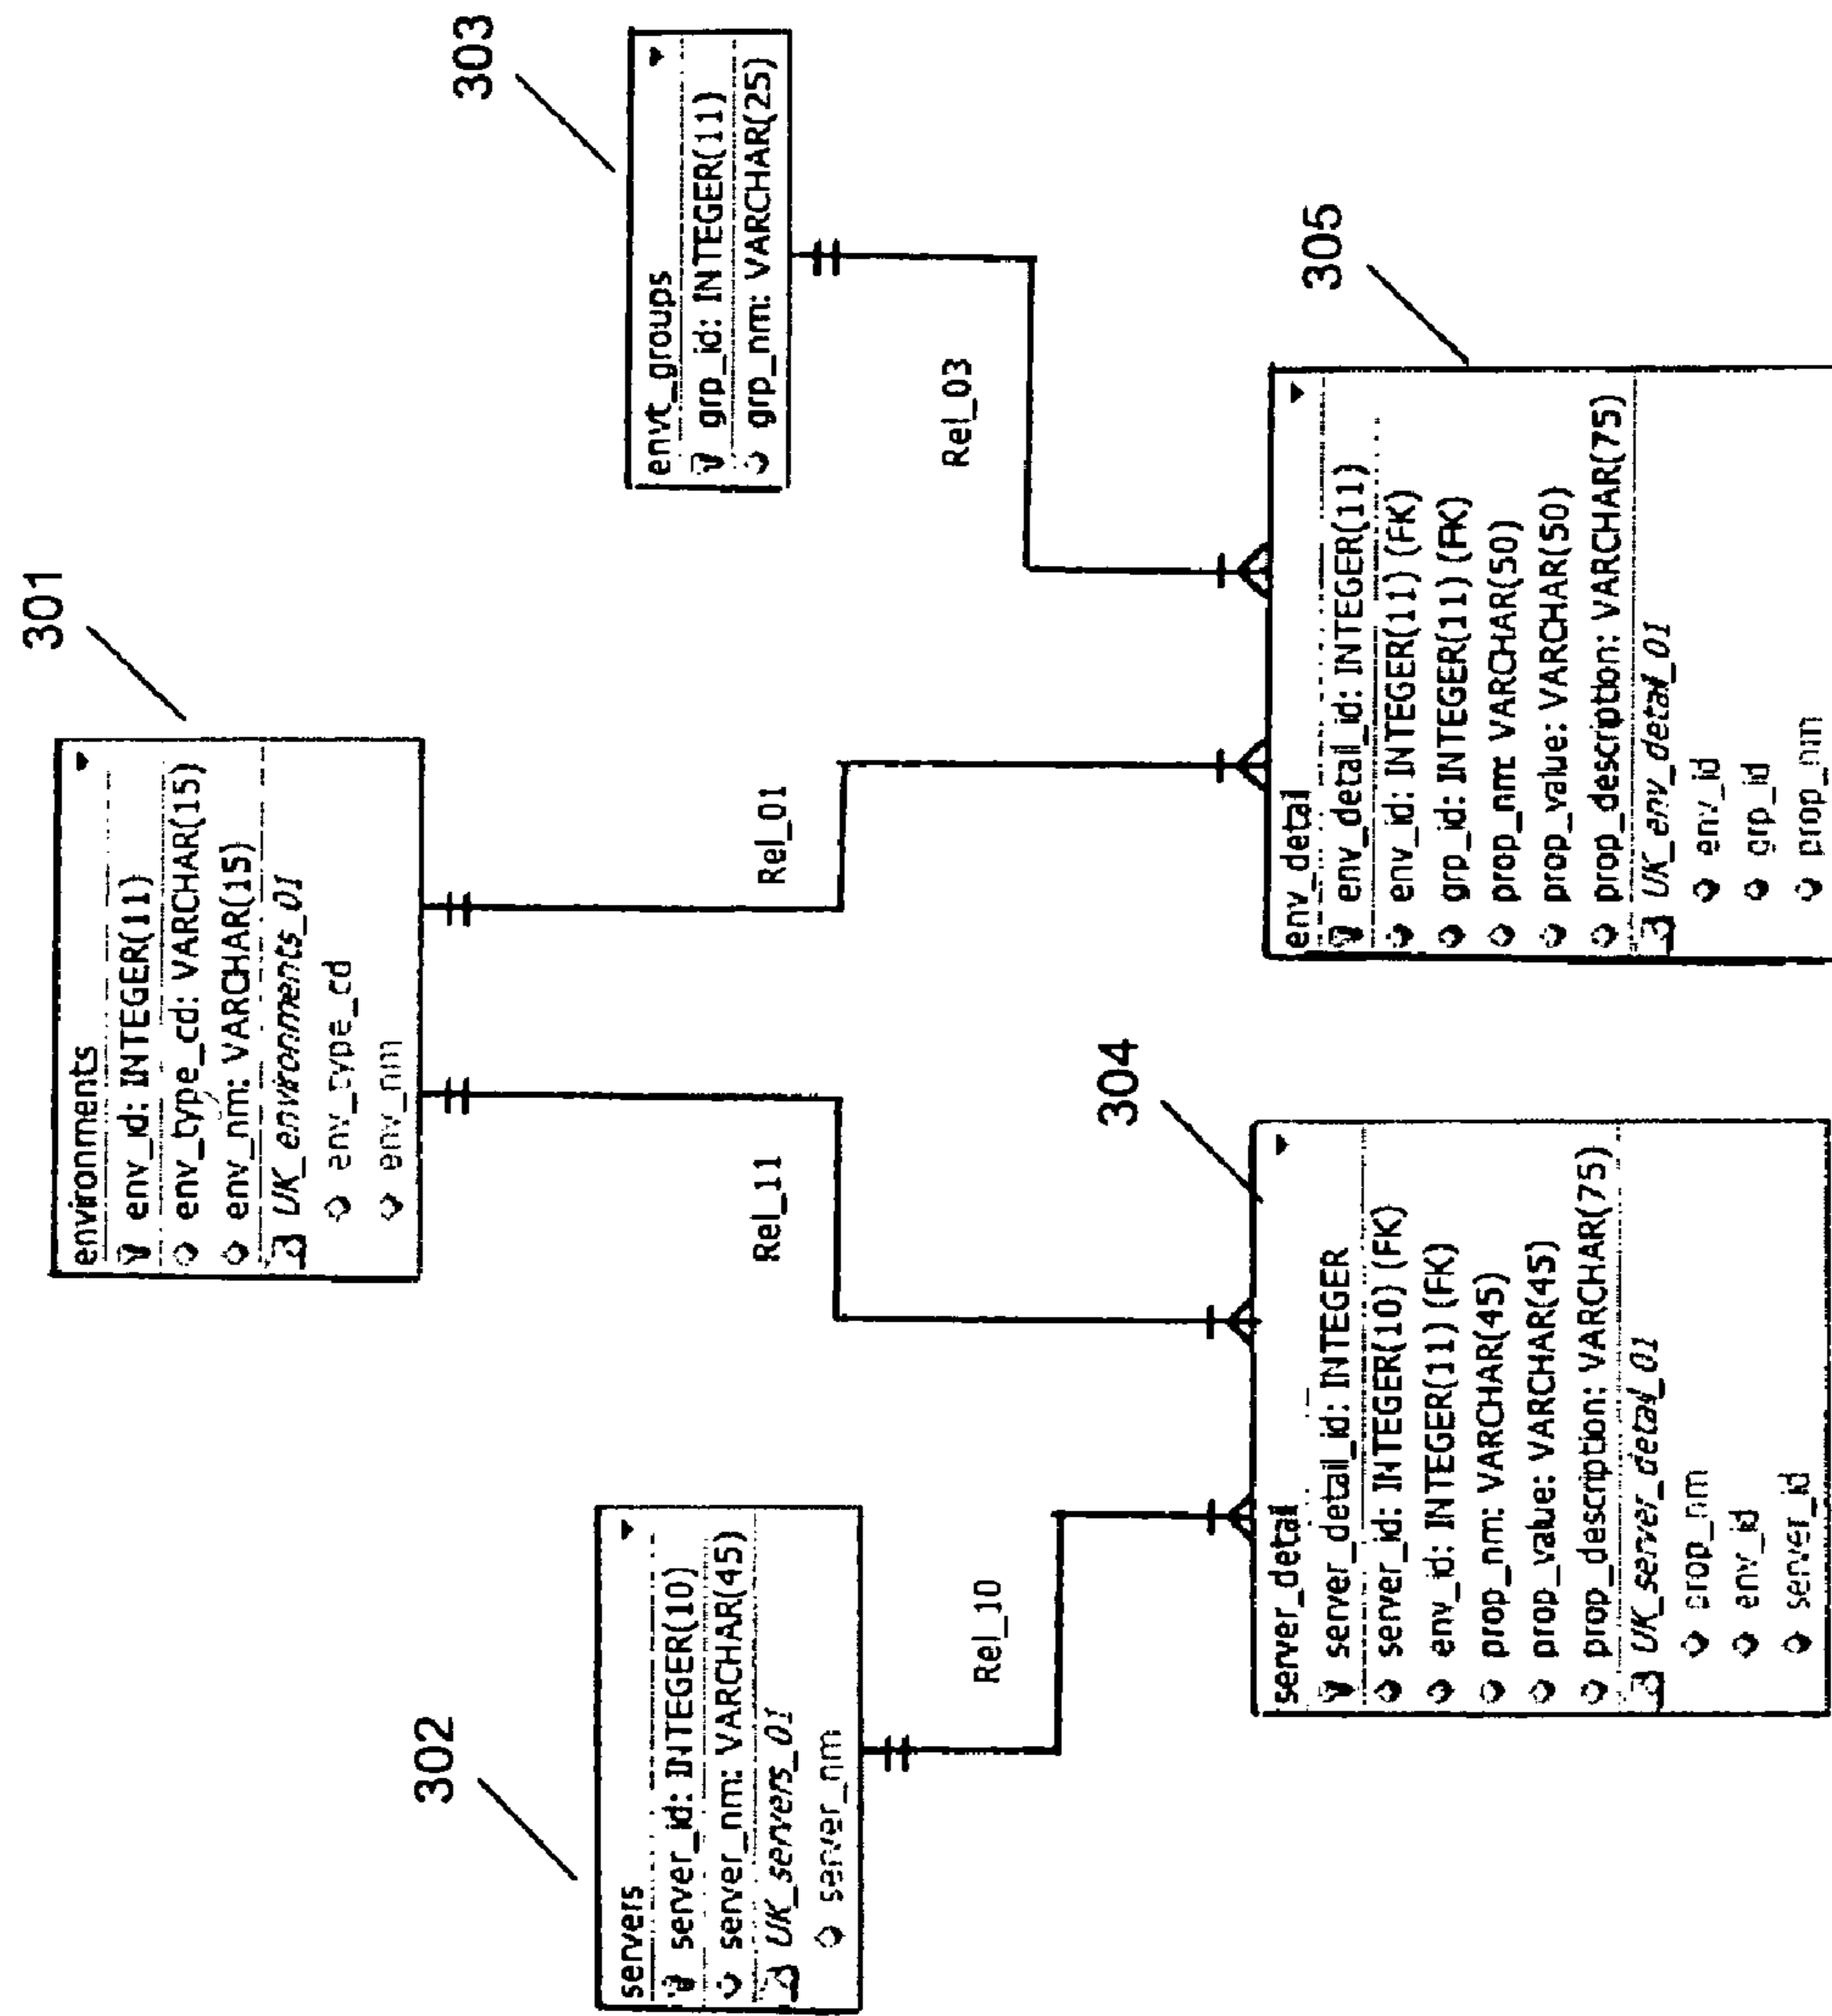 301
environments
env_id: INTEGER(11)
env_type_cd: VARCHAR(15)
env_nm: VARCHAR(15)
UK_environments_01
env_type_cd
env_nm
302
servers
server_id: INTEGER(10)
server_nm: VARCHAR(45)
UK_servers_01
server_nm
303
envt_groups
grp_id: INTEGER(11)
grp_nm: VARCHAR(25)
Rel_10
Rel_11
Rel_01
Rel_03
304
server_detail
server_detail_id: INTEGER
server_id: INTEGER(10) (FK)
env_id: INTEGER(11) (FK)
prop_nm: VARCHAR(45)
prop_value: VARCHAR(45)
prop_description: VARCHAR(75)
UK_server_detail_01
prop_nm
env_id
server_id
305
env_detail
env_detail_id: INTEGER(11)
env_id: INTEGER(11) (FK)
grp_id: INTEGER(11) (FK)
prop_nm: VARCHAR(50)
prop_value: VARCHAR(50)
prop_description: VARCHAR(75)
UK_env_detail_01
env_id
grp_id
prop_nm